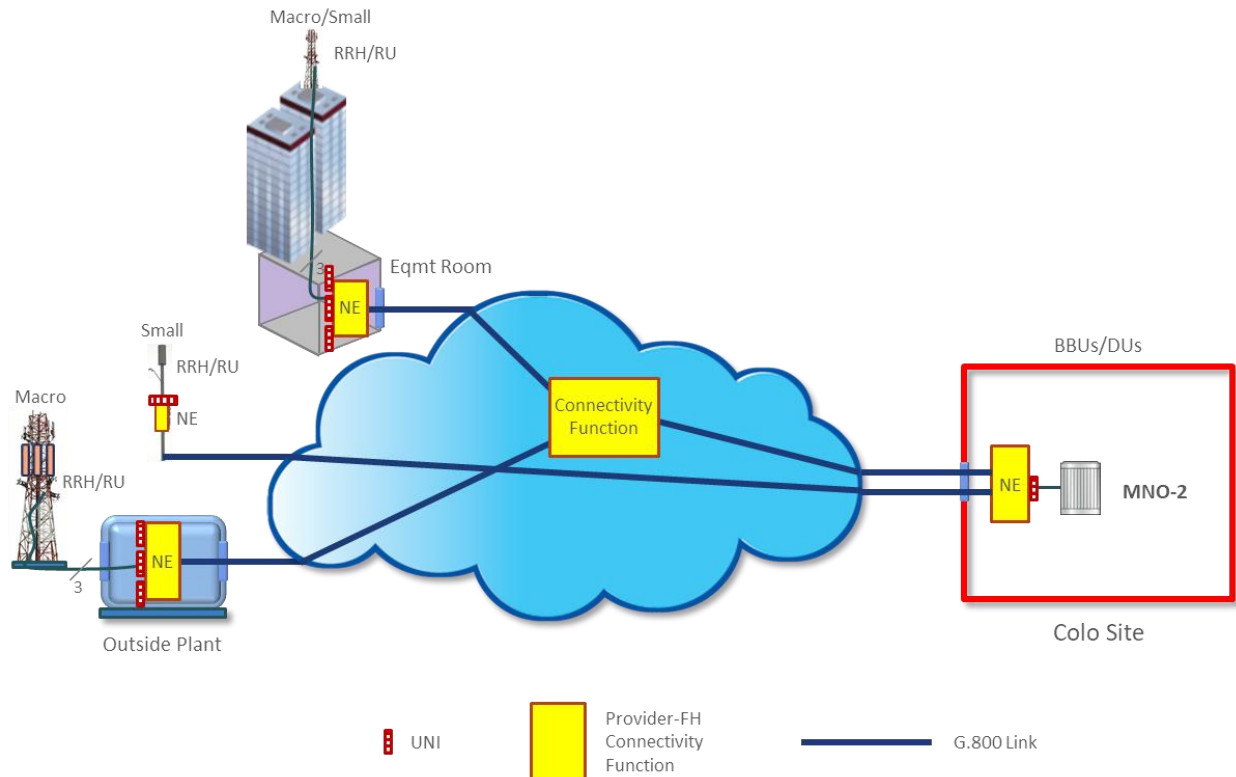 Macro/Small
RRH/RU
3
Eqmt Room
NE
Small
RRH/RU
NE
Macro
RRH/RU
NE
3
Outside Plant
Connectivity
Function
BBUs/DUs
NE
MNO-2
Colo Site
UNI
Provider-FH
Connectivity
Function
G.800 Link